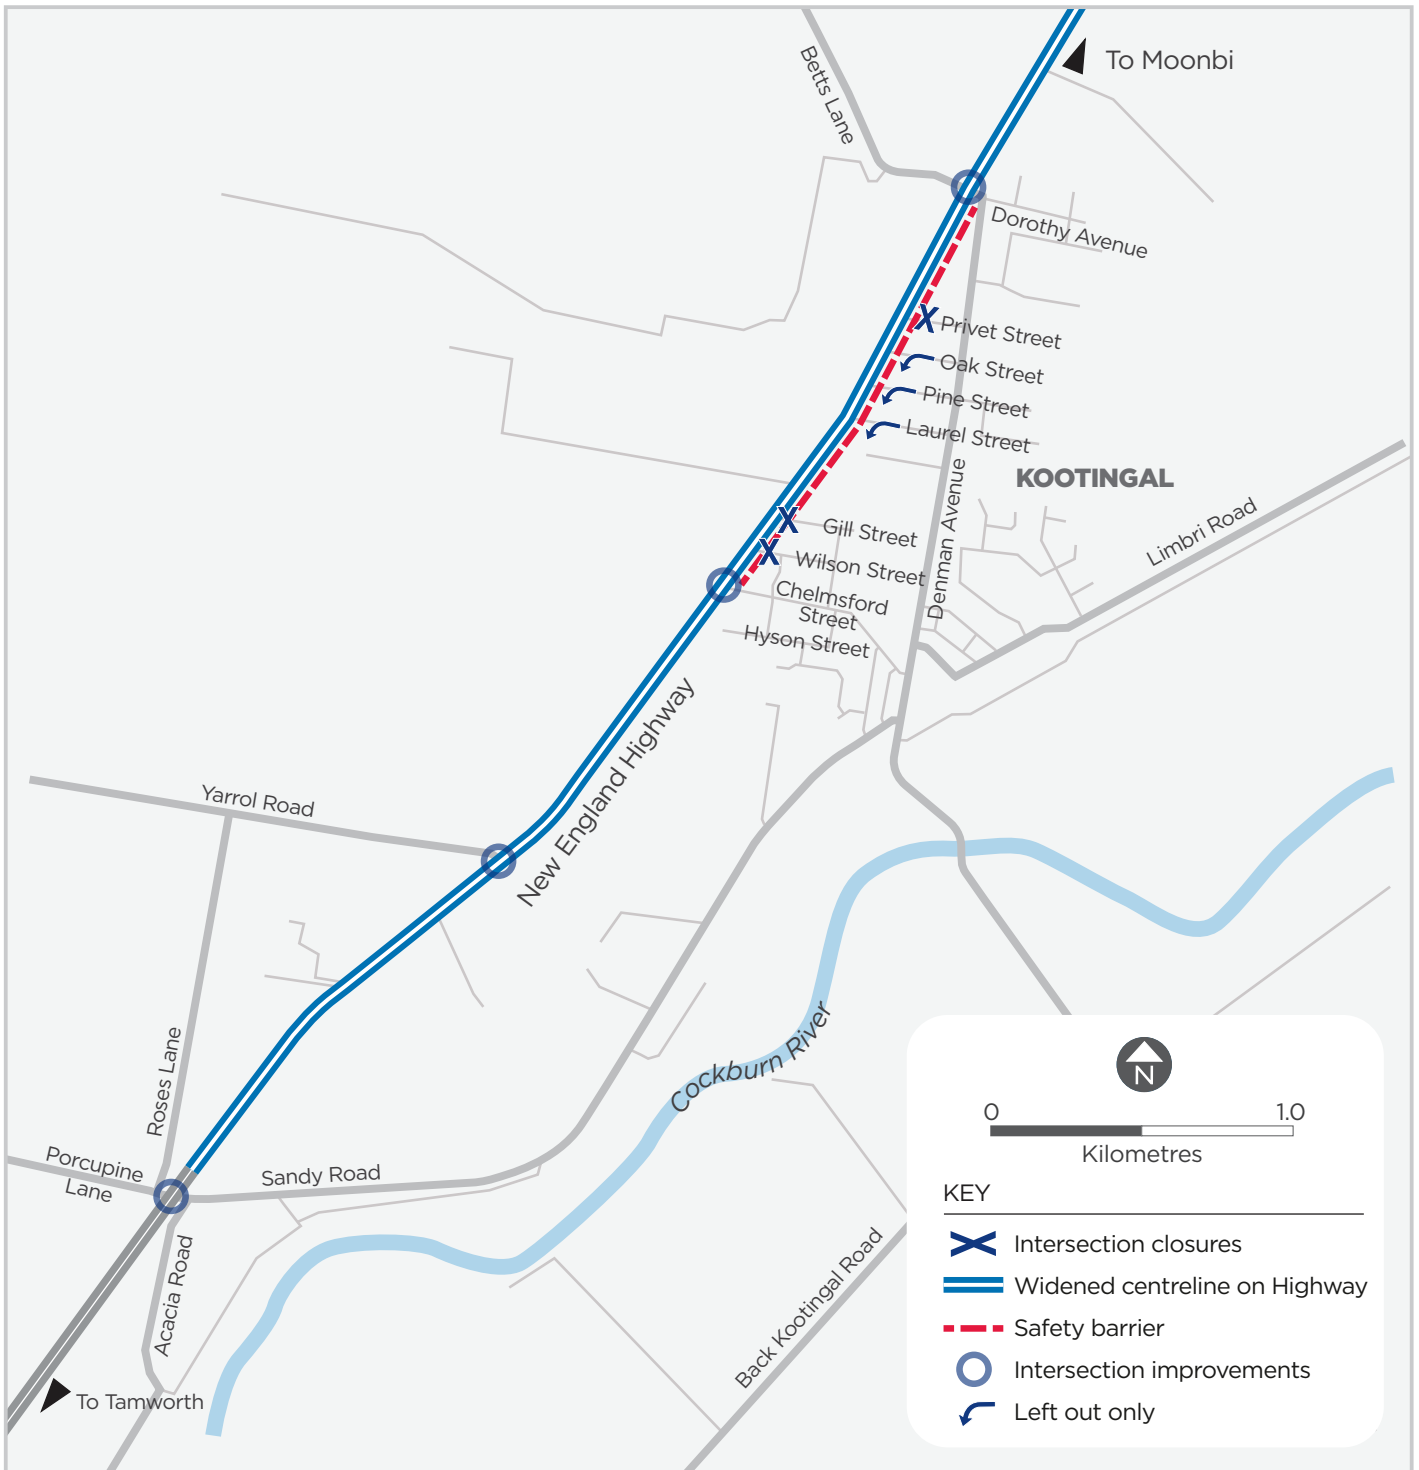 To Moonbi
Betts Lane
Dorothy Avenue
Privet Street
Oak Street
Pine Street
Laurel Street
KOOTINGAL
Denman Avenue
Limbri Road
Gill Street
Wilson Street
Chelmsford
Street
Hyson Street
New England Highway
Yarrol Road
Roses Lane
Cockburn River
Porcupine
Lane
Sandy Road
Acacia Road
To Tamworth
Back Kootingal Road
N
0 1.0
Kilometres
KEY
Intersection closures
Widened centreline on Highway
Safety barrier
Intersection improvements
Left out only